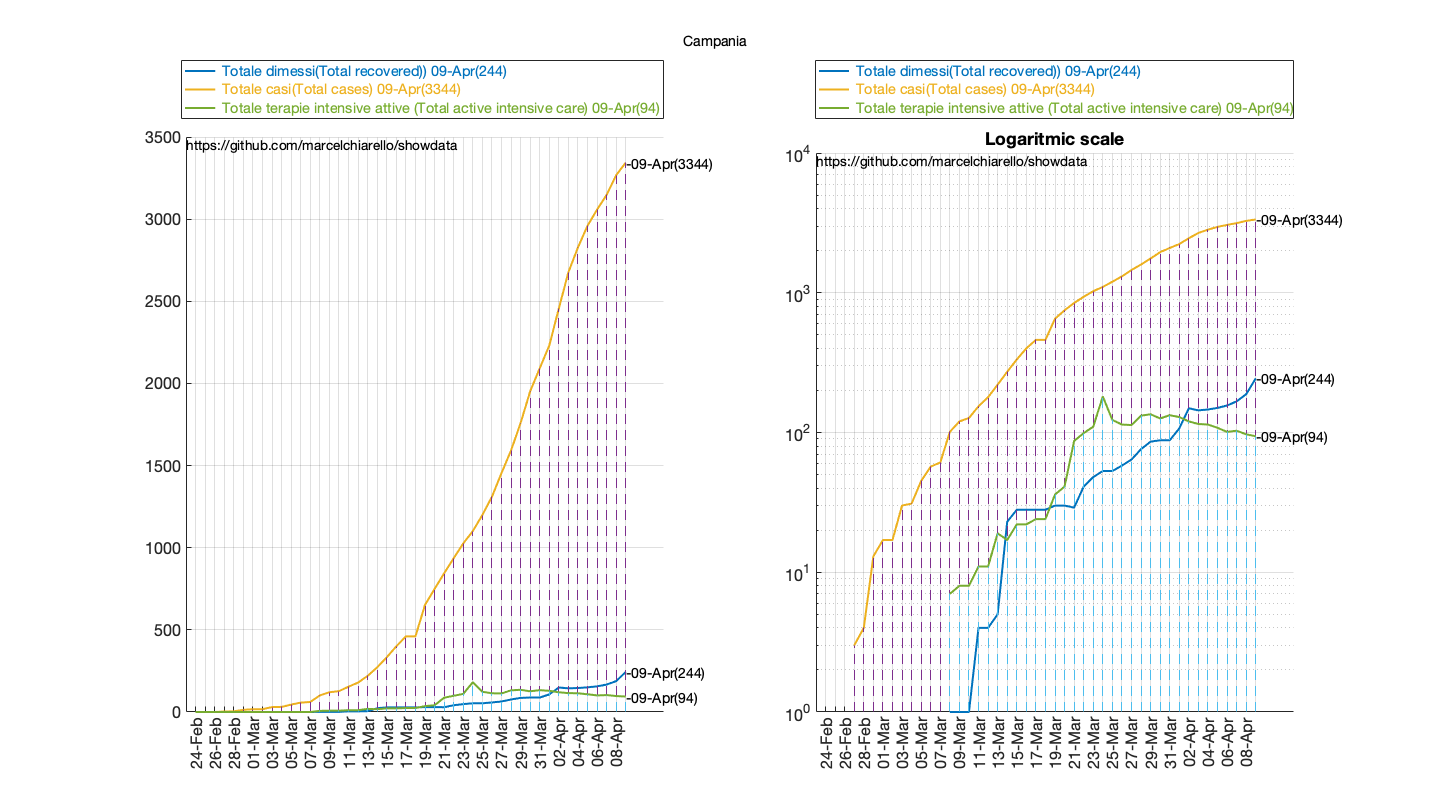 Campania
Totale dimessi(Total recovered)) 09-Apr(244)
Totale casi(Total cases) 09-Apr(3344)
Totale terapie intensive attive (Total active intensive care) 09-Apr(94)
3500
https://github.com/marcelchiarello/showdata
3000
2500
2000
1500
1000
500
0
-09-Apr(3344)
-09-Apr(244)
-09-Apr(94)
24-Feb
26-Feb
28-Feb
01-Mar
03-Mar
05-Mar
07-Mar
09-Mar
11-Mar
13-Mar
15-Mar
17-Mar
19-Mar
21-Mar
23-Mar
25-Mar
27-Mar
29-Mar
31-Mar
02-Apr
04-Apr
06-Apr
08-Apr
Totale dimessi(Total recovered)) 09-Apr(244)
Totale casi(Total cases) 09-Apr(3344)
Totale terapie intensive attive (Total active intensive care) 09-Apr(94)
Logaritmic scale
10^4
https://github.com/marcelchiarello/showdata
10^3
10^2
10^1
10^0
-09-Apr(3344)
-09-Apr(244)
-09-Apr(94)
24-Feb
26-Feb
28-Feb
01-Mar
03-Mar
05-Mar
07-Mar
09-Mar
11-Mar
13-Mar
15-Mar
17-Mar
19-Mar
21-Mar
23-Mar
25-Mar
27-Mar
29-Mar
31-Mar
02-Apr
04-Apr
06-Apr
08-Apr